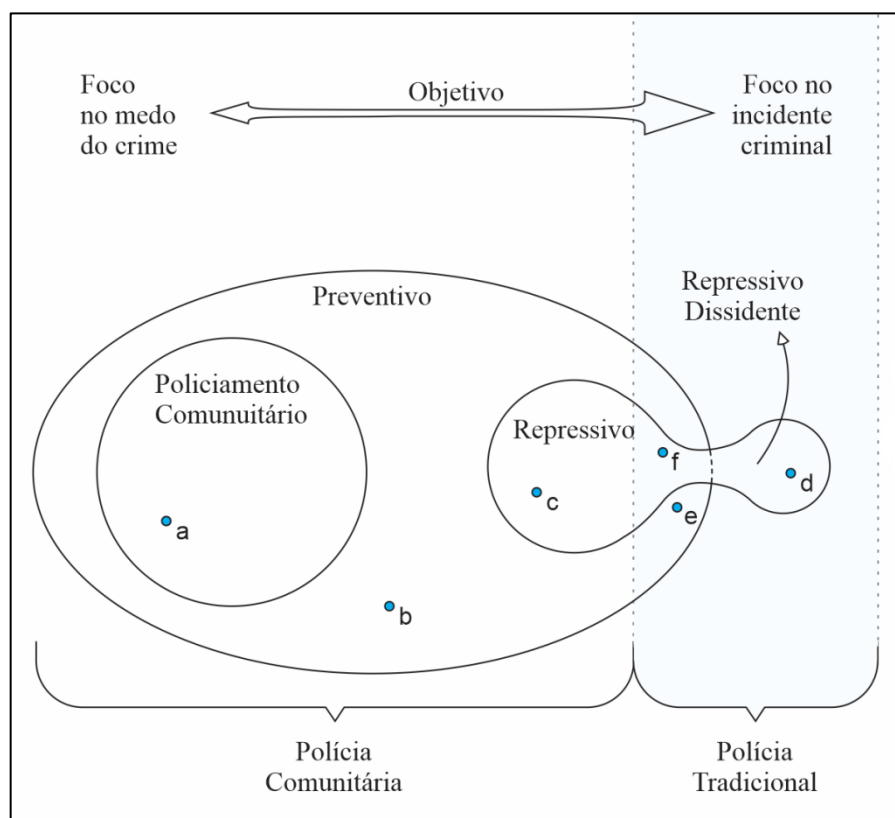 Foco
no medo
do crime
Objetivo
Foco no
incidente
criminal
Preventivo
Repressivo
Dissidente
Policiamento
Comunuitário
Repressivo
f
d
c
e
a
b
Polícia
Comunitária
Polícia
Tradicional